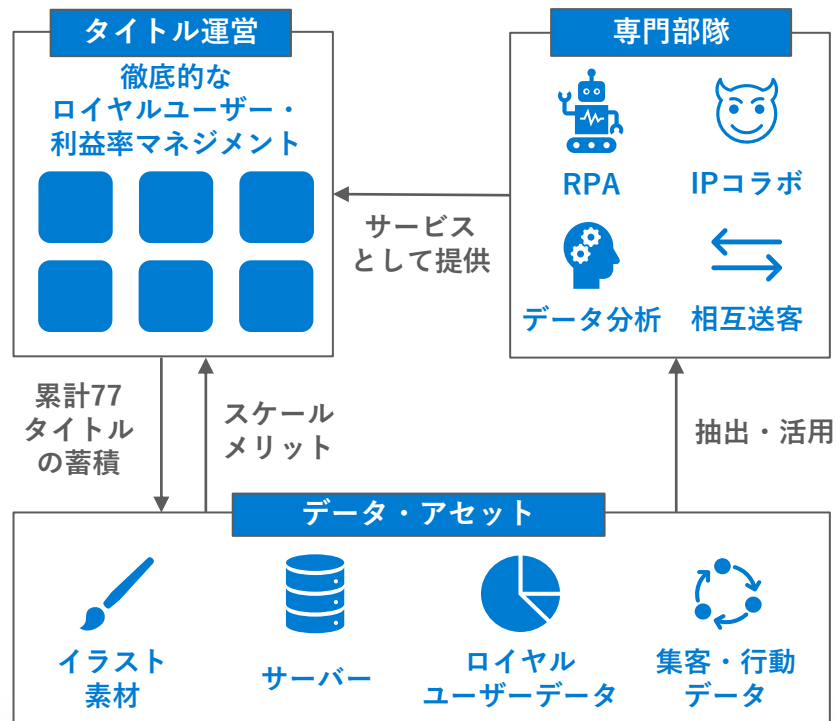 タイトル運営
徹底的な
ロイヤルユーザー・
利益率マネジメント
専門部隊
RPA
IPコラボ
データ分析
相互送客
サービス
として提供
累計77
タイトル
の蓄積
スケール
メリット
抽出・活用
データ・アセット
イラスト
素材
サーバー
ロイヤル
ユーザーデータ
集客・行動
データ